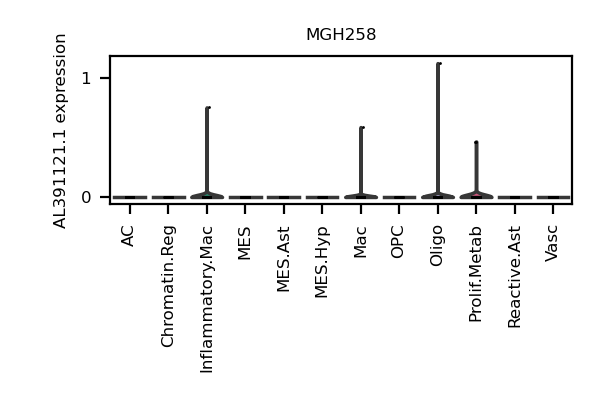 MGH258
AL391121.1 expression
1
0
AC
Chromatin.Reg
Inflammatory.Mac
MES
MES.Ast
MES.Hyp
Mac
OPC
Oligo
Prolif.Metab
Reactive.Ast
Vasc